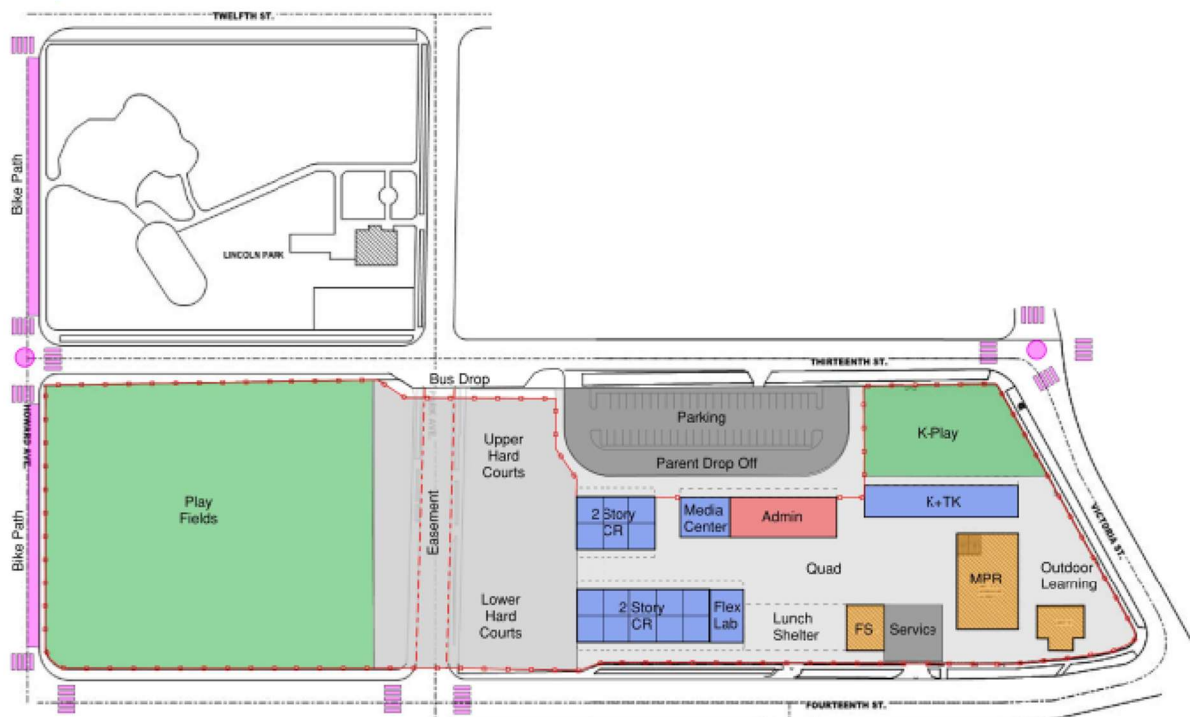 TWELFTH ST.
Bike Path
LINCOLN PARK
THIRTEENTH ST.
Bus Drop
HOWARD AVE.
PARK AVE.
Parking
Parent Drop Off
K-Play
Upper
Hard
Courts
Play
Fields
Easement
2 Story
CR
Media
Center
Admin
K+TK
VICTORIA ST.
Bike Path
Quad
MPR
Outdoor
Learning
Lower
Hard
Courts
2 Story
CR
Flex
Lab
Lunch
Shelter
FS
Service
FOURTEENTH ST.